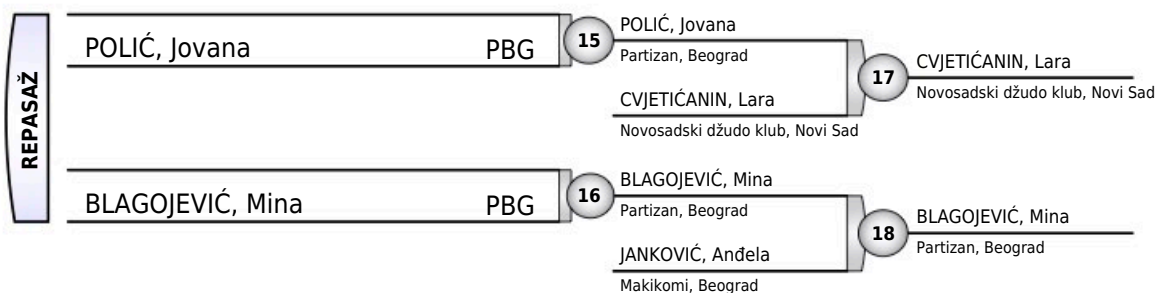 REPASAŽ
POLIĆ, Jovana PBG
15
POLIĆ, Jovana
Partizan, Beograd
CVJETIĆANIN, Lara
Novosadski džudo klub, Novi Sad
17
CVJETIĆANIN, Lara
Novosadski džudo klub, Novi Sad
BLAGOJEVIĆ, Mina PBG
16
BLAGOJEVIĆ, Mina
Partizan, Beograd
JANKOVIĆ, Anđela
Makikomi, Beograd
18
BLAGOJEVIĆ, Mina
Partizan, Beograd